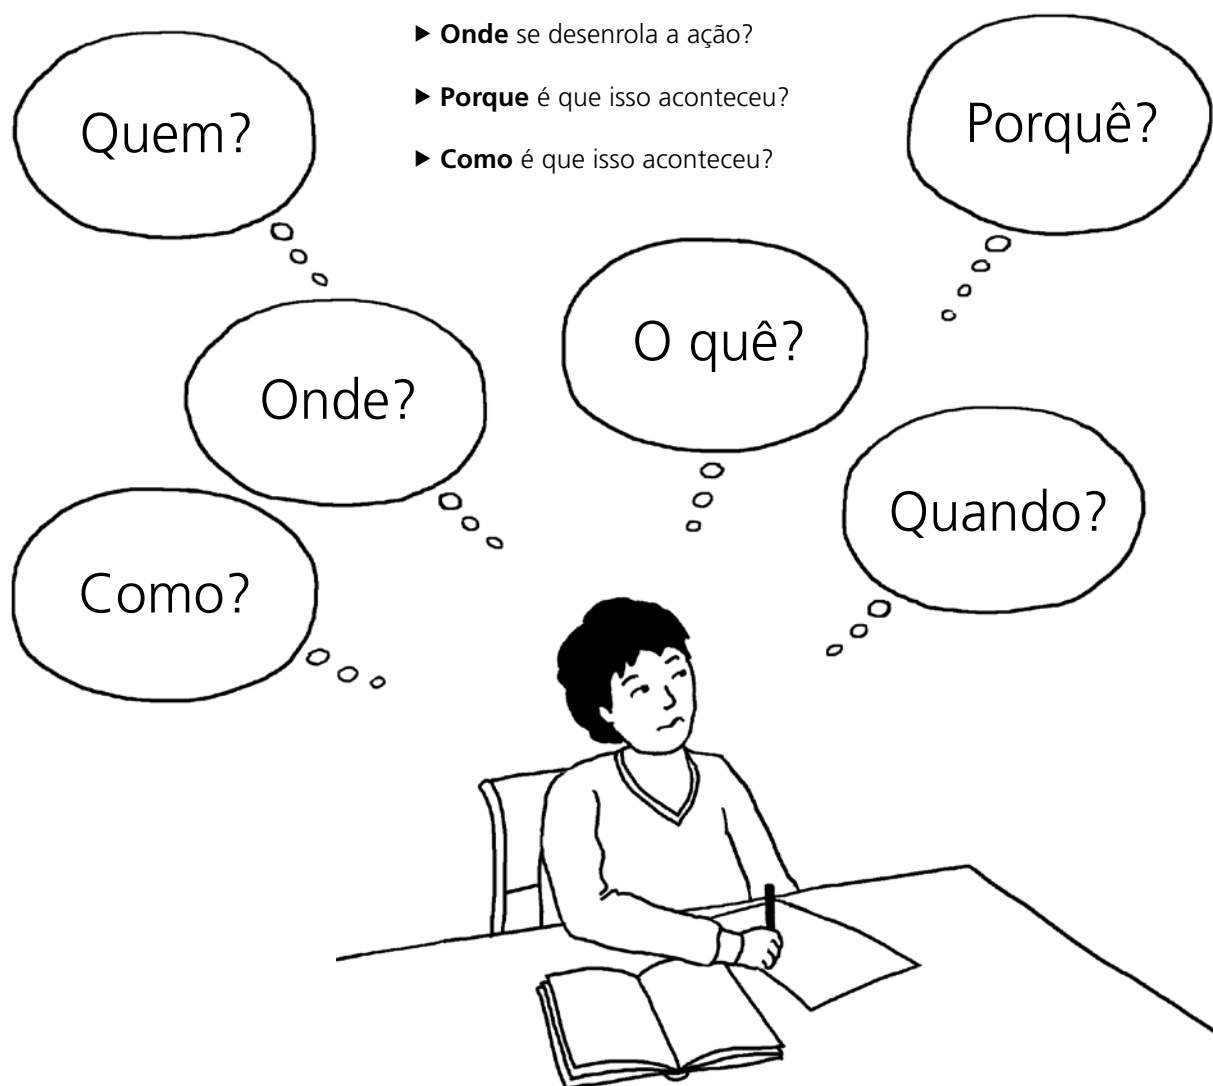 ▶ Onde se desenrola a ação?
▶ Porque é que isso aconteceu?
▶ Como é que isso aconteceu?
Quem?
Porquê?
O quê?
Onde?
Quando?
Como?